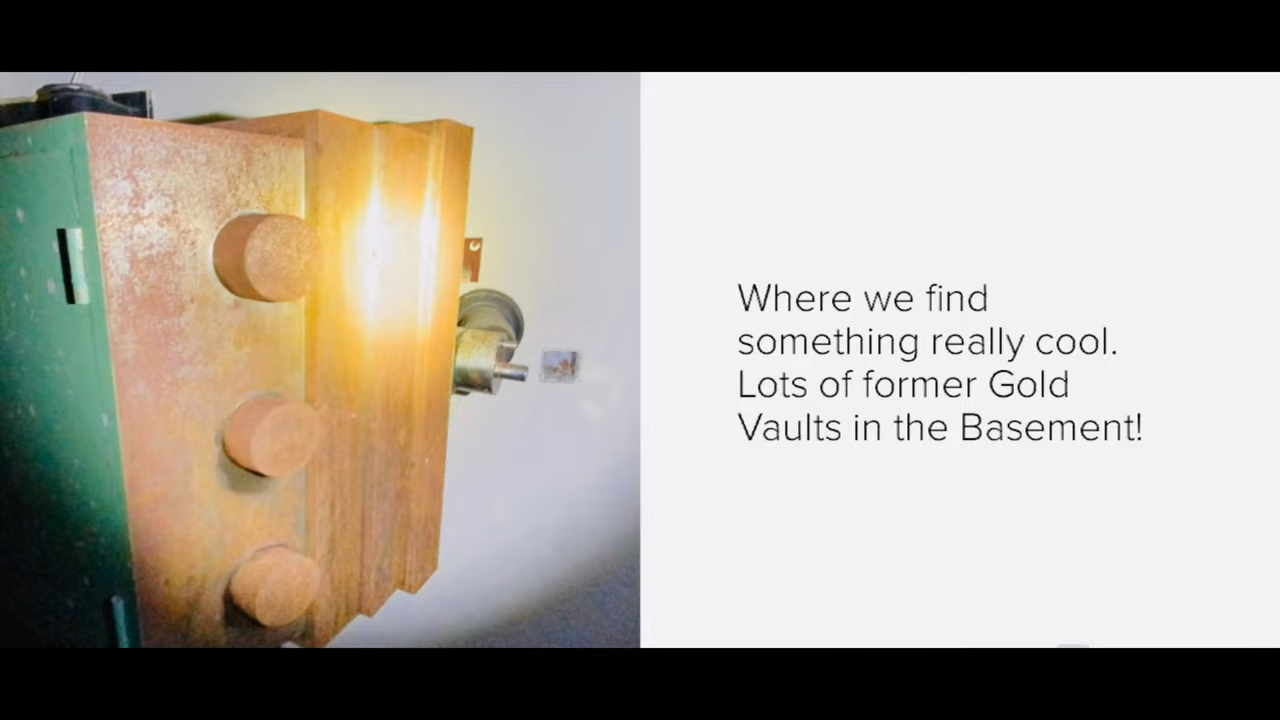 Where we find
something really cool.
Lots of former Gold
Vaults in the Basement!